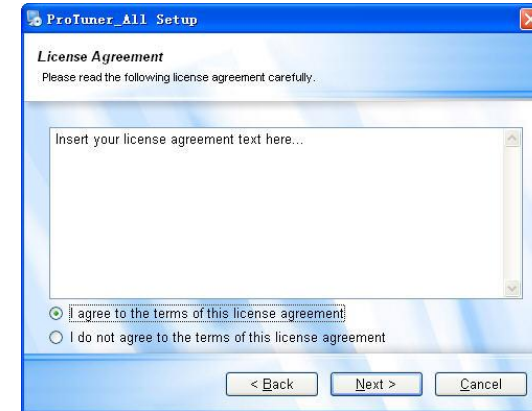 ProTuner_All Setup
License Agreement
Please read the following license agreement carefully.
Insert your license agreement text here...
I agree to the terms of this license agreement
I do not agree to the terms of this license agreement
< Back Next > Cancel